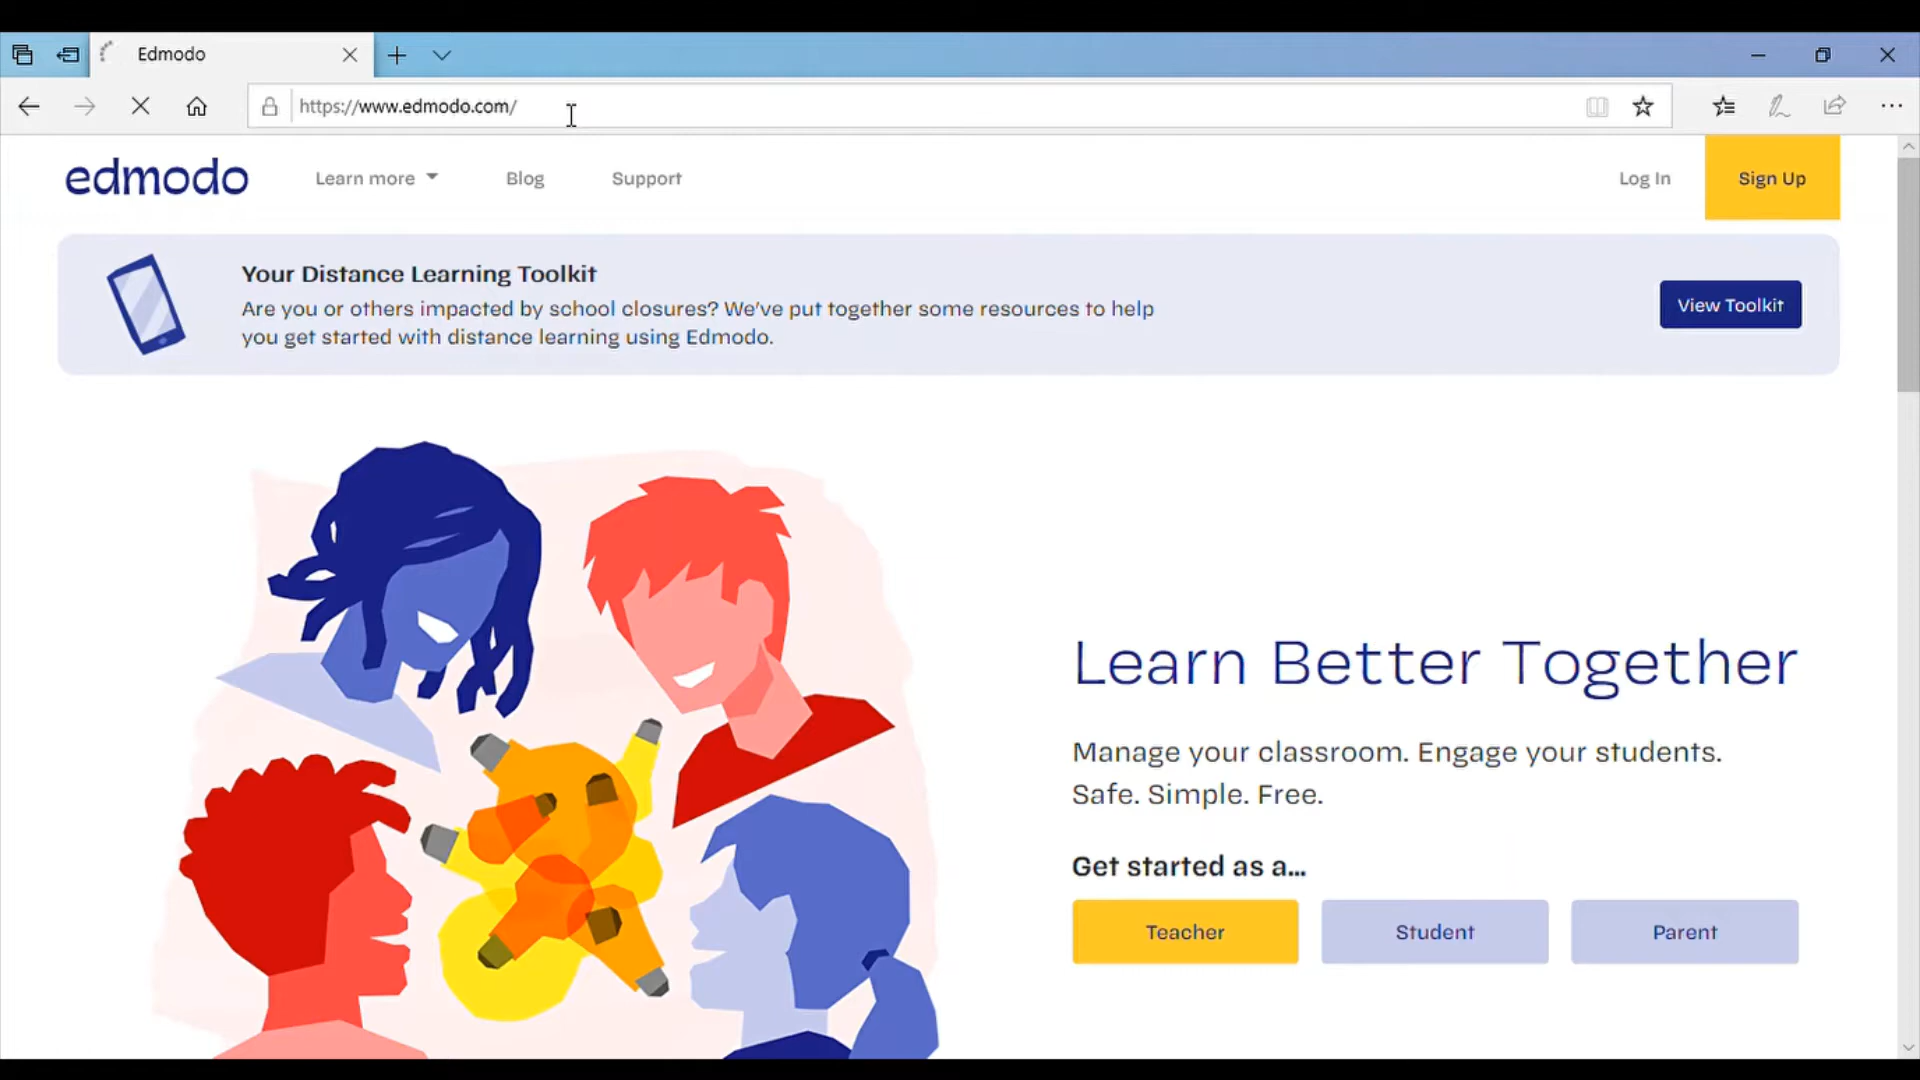 Edmodo
https://www.edmodo.com/
edmodo
Learn more
Blog
Support
Log In
Sign Up
Your Distance Learning Toolkit
Are you or others impacted by school closures? We've put together some resources to help
you get started with distance learning using Edmodo.
View Toolkit
Learn Better Together
Manage your classroom. Engage your students.
Safe. Simple. Free.
Get started as a...
Teacher
Student
Parent